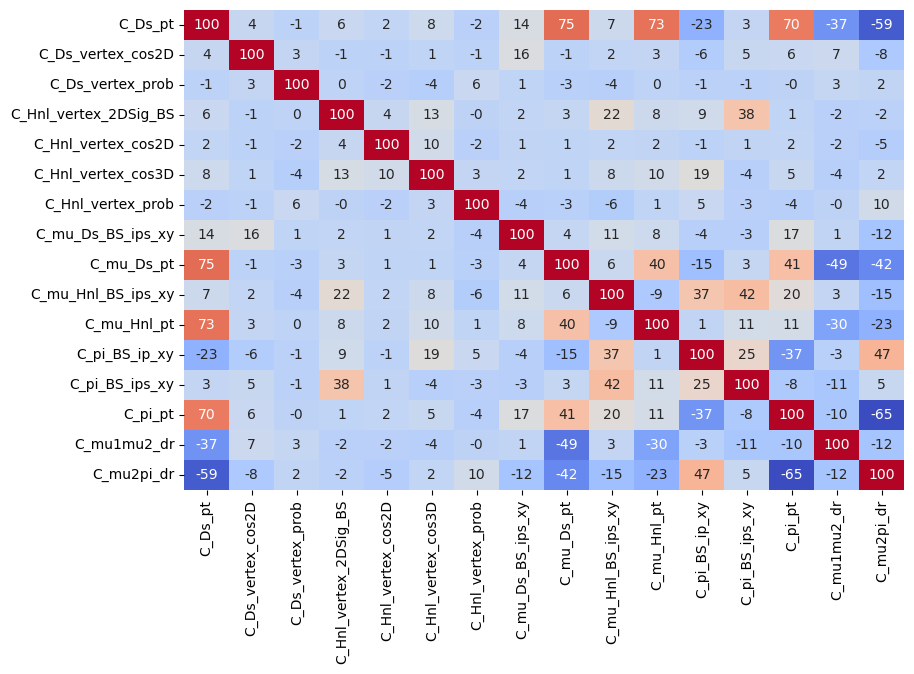 C_Ds_pt 100 4 -1 6 2 8 -2 14 75 7 73 -23 3 70 -37 -59
C_Ds_vertex_cos2D 4 100 3 -1 -1 1 -1 16 -1 2 3 -6 5 6 7 -8
C_Ds_vertex_prob -1 3 100 0 -2 -4 6 1 -3 -4 0 -1 -1 -0 3 2
C_Hnl_vertex_2DSig_BS 6 -1 0 100 4 13 -0 2 3 22 8 9 38 1 -2 -2
C_Hnl_vertex_cos2D 2 -1 -2 4 100 10 -2 1 1 2 2 -1 1 2 -2 -5
C_Hnl_vertex_cos3D 8 1 -4 13 10 100 3 2 1 8 10 19 -4 5 -4 2
C_Hnl_vertex_prob -2 -1 6 -0 -2 3 100 -4 -3 -6 1 5 -3 -4 -0 10
C_mu_Ds_BS_ips_xy 14 16 1 2 1 2 -4 100 4 11 8 -4 -3 17 1 -12
C_mu_Ds_pt 75 -1 -3 3 1 1 -3 4 100 6 40 -15 3 41 -49 -42
C_mu_Hnl_BS_ips_xy 7 2 -4 22 2 8 -6 11 6 100 -9 37 42 20 3 -15
C_mu_Hnl_pt 73 3 0 8 2 10 1 8 40 -9 100 1 11 11 -30 -23
C_pi_BS_ip_xy -23 -6 -1 9 -1 19 5 -4 -15 37 1 100 25 -37 -3 47
C_pi_BS_ips_xy 3 5 -1 38 1 -4 -3 -3 3 42 11 25 100 -8 -11 5
C_pi_pt 70 6 -0 1 2 5 -4 17 41 20 11 -37 -8 100 -10 -65
C_mu1mu2_dr -37 7 3 -2 -2 -4 -0 1 -49 3 -30 -3 -11 -10 100 -12
C_mu2pi_dr -59 -8 2 -2 -5 2 10 -12 -42 -15 -23 47 5 -65 -12 100
C_Ds_pt
C_Ds_vertex_cos2D
C_Ds_vertex_prob
C_Hnl_vertex_2DSig_BS
C_Hnl_vertex_cos2D
C_Hnl_vertex_cos3D
C_Hnl_vertex_prob
C_mu_Ds_BS_ips_xy
C_mu_Ds_pt
C_mu_Hnl_BS_ips_xy
C_mu_Hnl_pt
C_pi_BS_ip_xy
C_pi_BS_ips_xy
C_pi_pt
C_mu1mu2_dr
C_mu2pi_dr